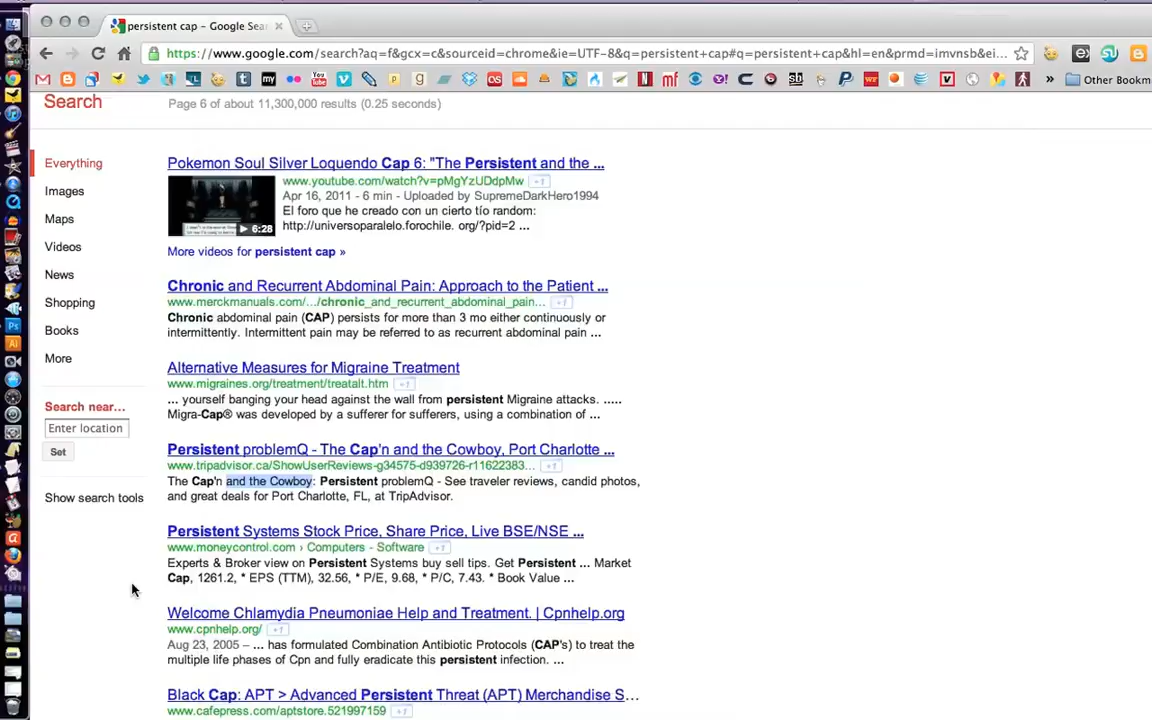 persistent cap – Google Sea
https://www.google.com/search?aq=f&gcx=c&sourceid=chrome&ie=UTF-8&q=persistent+cap#q=persistent+cap&hl=en&prmd=imvnsb&ei...
Other Bookm
Search
Page 6 of about 11,300,000 results (0.25 seconds)
Everything
Images
Maps
Videos
News
Shopping
Books
More
Search near...
Enter location
Set
Show search tools
Pokemon Soul Silver Loquendo Cap 6: "The Persistent and the ...
www.youtube.com/watch?v=pMgYzUDdpMw +1
Apr 16, 2011 - 6 min - Uploaded by SupremeDarkHero1994
El foro que he creado con un cierto tío random:
http://universoparalelo.forochile. org/?pid=2 ...
6:28
More videos for persistent cap »
Chronic and Recurrent Abdominal Pain: Approach to the Patient ...
www.merckmanuals.com/.../chronic_and_recurrent_abdominal_pain... +1
Chronic abdominal pain (CAP) persists for more than 3 mo either continuously or
intermittently. Intermittent pain may be referred to as recurrent abdominal pain ...
Alternative Measures for Migraine Treatment
www.migraines.org/treatment/treatalt.htm +1
... yourself banging your head against the wall from persistent Migraine attacks. .....
Migra-Cap® was developed by a sufferer for sufferers, using a combination of ...
Persistent problemQ - The Cap'n and the Cowboy, Port Charlotte ...
www.tripadvisor.ca/ShowUserReviews-g34575-d939726-r11622383... +1
The Cap'n and the Cowboy: Persistent problemQ - See traveler reviews, candid photos,
and great deals for Port Charlotte, FL, at TripAdvisor.
Persistent Systems Stock Price, Share Price, Live BSE/NSE ...
www.moneycontrol.com › Computers - Software +1
Experts & Broker view on Persistent Systems buy sell tips. Get Persistent ... Market
Cap, 1261.2, * EPS (TTM), 32.56, * P/E, 9.68, * P/C, 7.43. * Book Value ...
Welcome Chlamydia Pneumoniae Help and Treatment. | Cpnhelp.org
www.cpnhelp.org/ +1
Aug 23, 2005 – ... has formulated Combination Antibiotic Protocols (CAP's) to treat the
multiple life phases of Cpn and fully eradicate this persistent infection. ...
Black Cap: APT > Advanced Persistent Threat (APT) Merchandise S...
www.cafepress.com/aptstore.521997159 +1